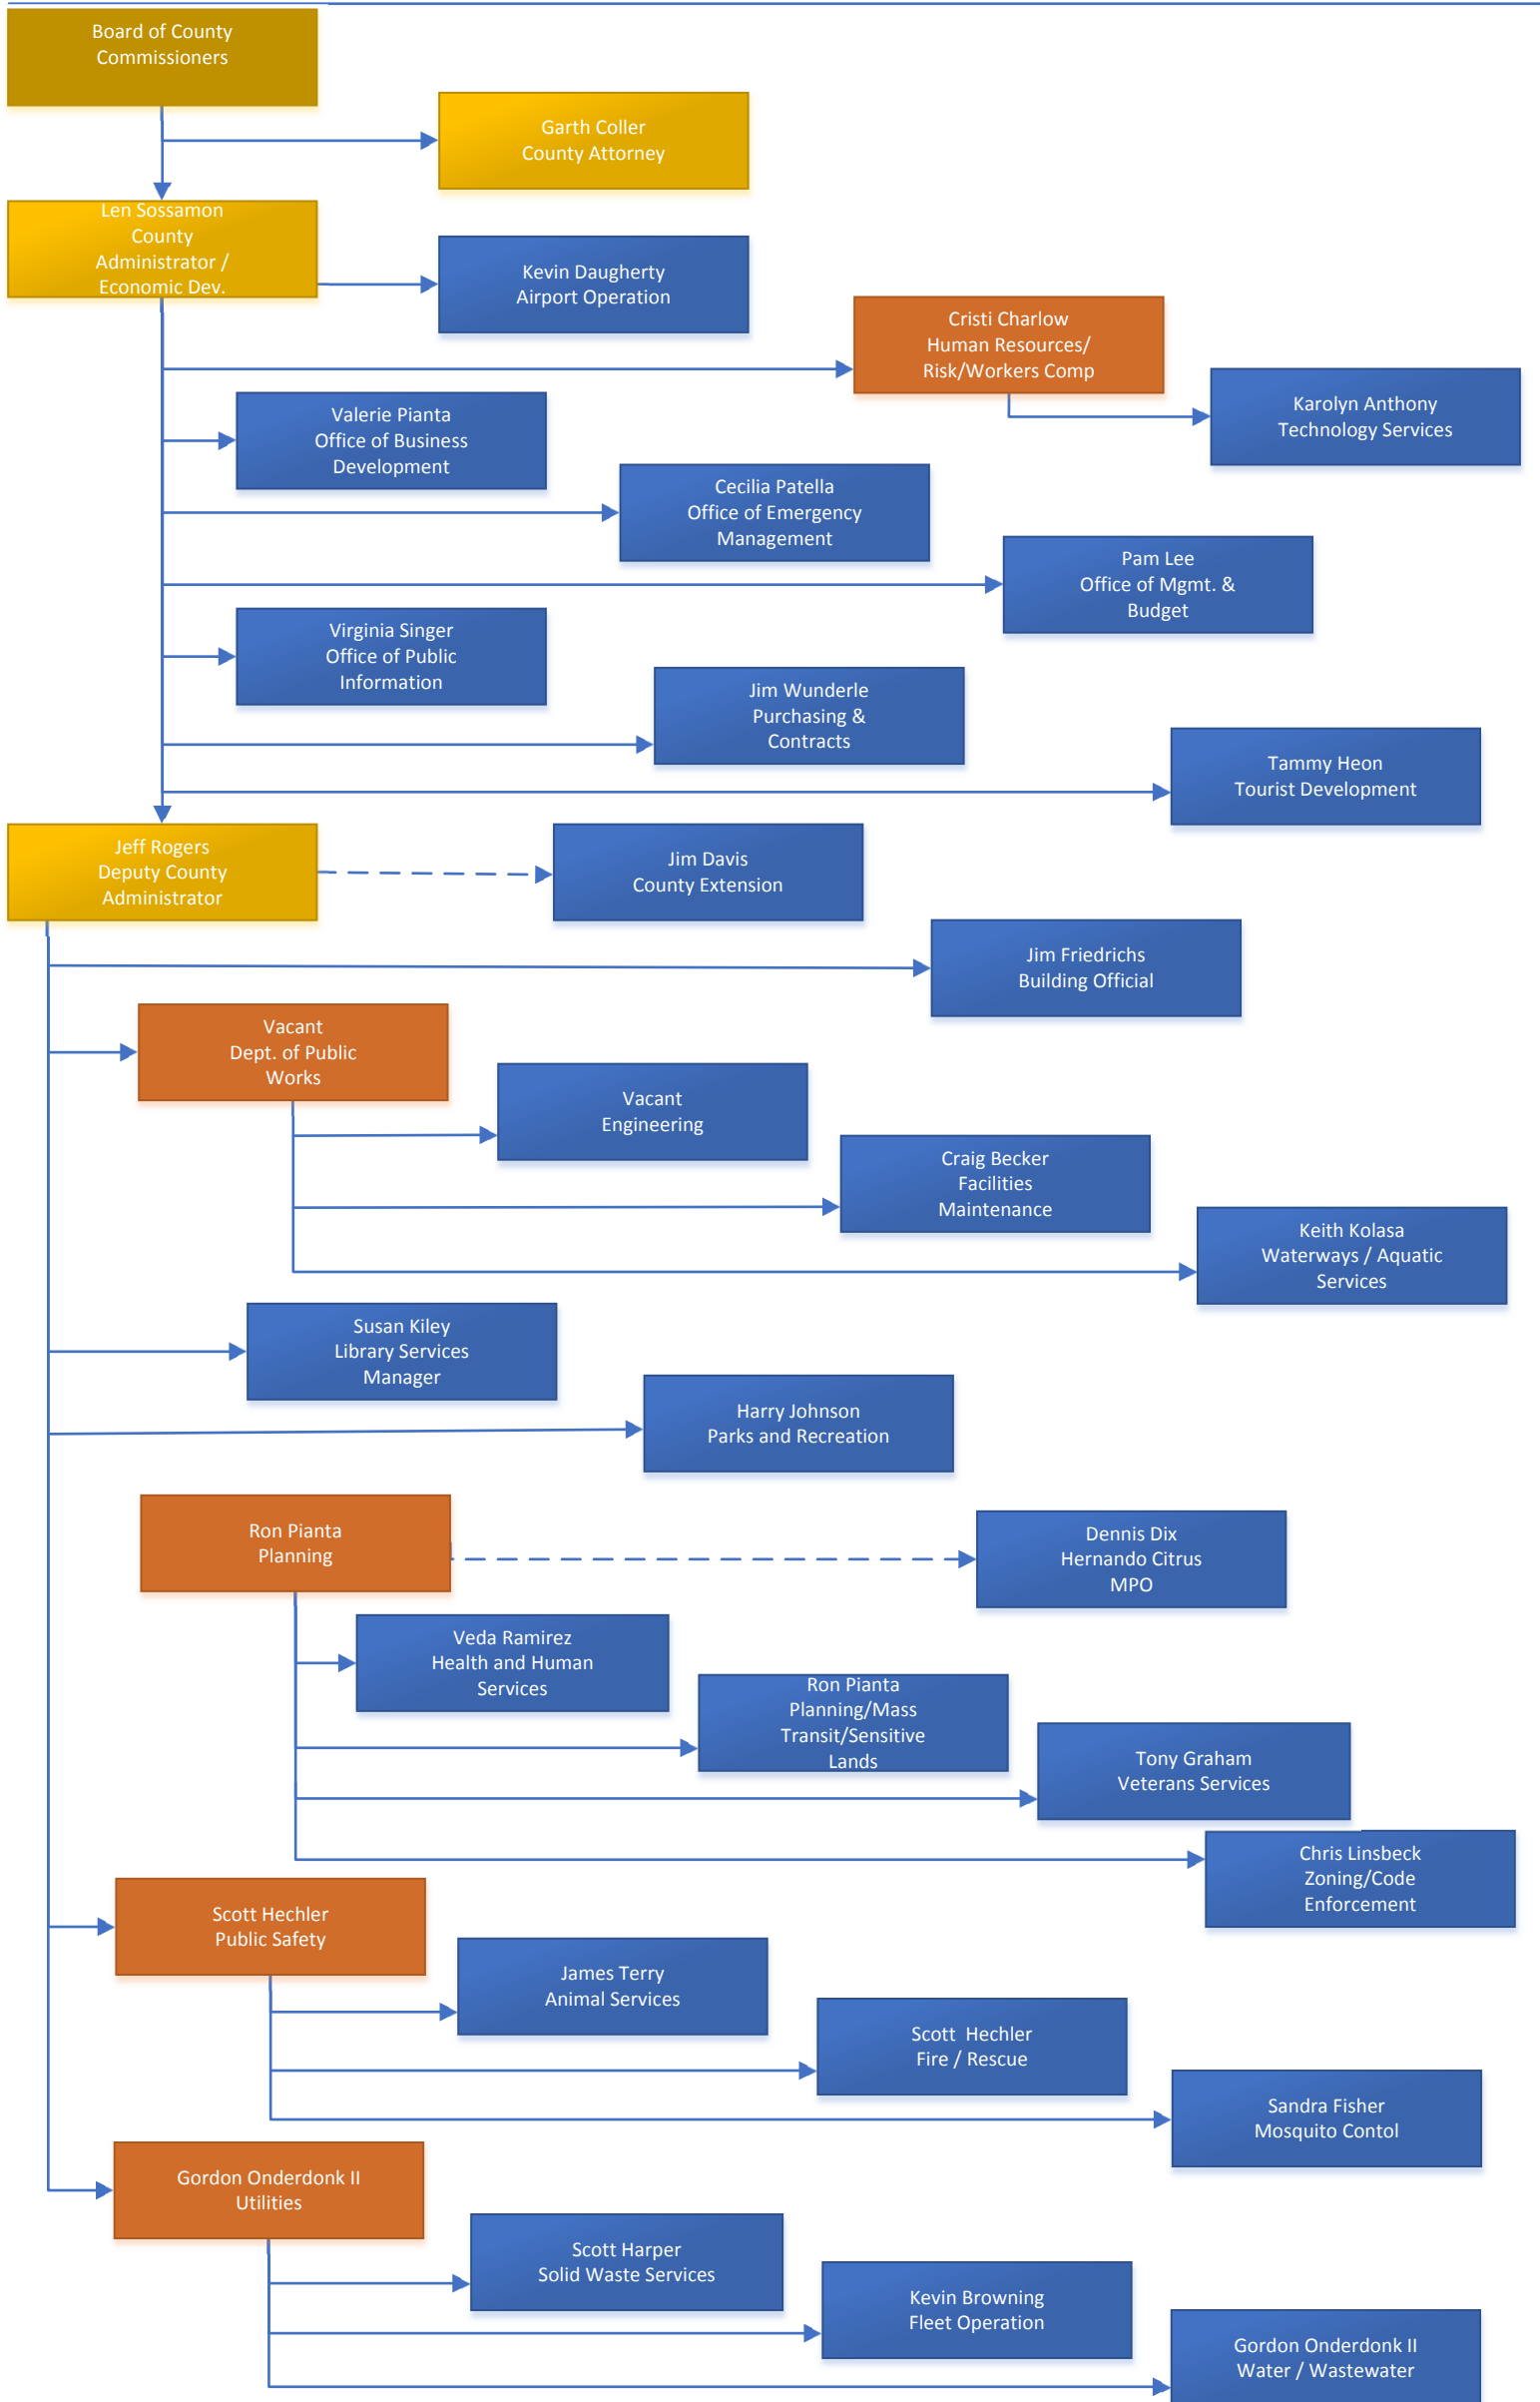 Board of County
Commissioners
Garth Coller
County Attorney
Len Sossamon
County
Administrator /
Economic Dev.
Kevin Daugherty
Airport Operation
Cristi Charlow
Human Resources/
Risk/Workers Comp
Karolyn Anthony
Technology Services
Valerie Pianta
Office of Business
Development
Cecilia Patella
Office of Emergency
Management
Pam Lee
Office of Mgmt. &
Budget
Virginia Singer
Office of Public
Information
Jim Wunderle
Purchasing &
Contracts
Tammy Heon
Tourist Development
Jeff Rogers
Deputy County
Administrator
Jim Davis
County Extension
Jim Friedrichs
Building Official
Vacant
Dept. of Public
Works
Vacant
Engineering
Craig Becker
Facilities
Maintenance
Keith Kolasa
Waterways / Aquatic
Services
Susan Kiley
Library Services
Manager
Harry Johnson
Parks and Recreation
Ron Pianta
Planning
Dennis Dix
Hernando Citrus
MPO
Veda Ramirez
Health and Human
Services
Ron Pianta
Planning/Mass
Transit/Sensitive
Lands
Tony Graham
Veterans Services
Chris Linsbeck
Zoning/Code
Enforcement
Scott Hechler
Public Safety
James Terry
Animal Services
Scott  Hechler
Fire / Rescue
Sandra Fisher
Mosquito Contol
Gordon Onderdonk II
Utilities
Scott Harper
Solid Waste Services
Kevin Browning
Fleet Operation
Gordon Onderdonk II
Water / Wastewater